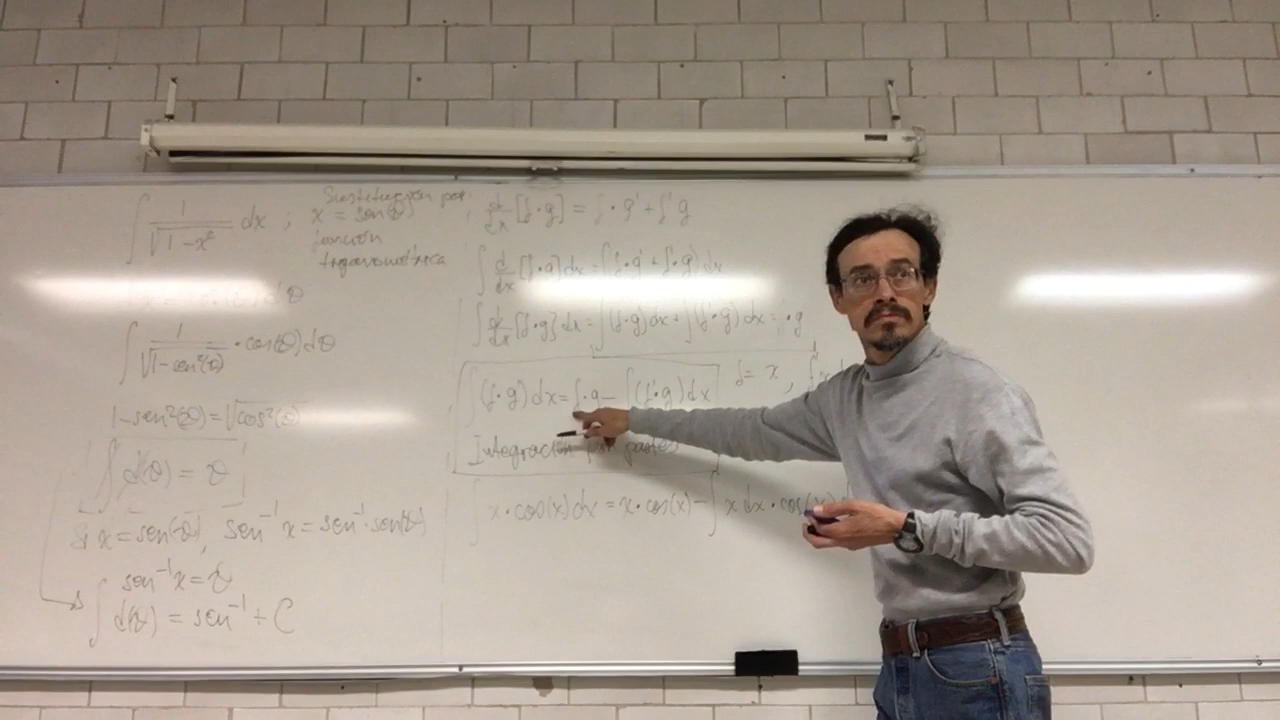 ∫ 1/√(1-x²) dx ; x = sen(θ)
Sustitución por
función
trigonométrica
∫ 1/√(1-sen²(θ)) · cos(θ) dθ
1-sen²(θ) = √cos²(θ)
∫ d(θ) = θ
Si x = sen(θ), sen⁻¹ x = sen⁻¹·sen(θ)
sen⁻¹ x = θ
∫ d(θ) = sen⁻¹ + C
d/dx [f·g] = f·g' + f'g
∫ d/dx [f·g] dx = ∫(f·g' + f'·g) dx
∫ d/dx [f·g] dx = ∫(f·g') dx + ∫(f'·g) dx = f·g
∫(f·g') dx = f·g - ∫(f'·g) dx
Integración por partes
f = x ,
∫ x·cos(x) dx = x·cos(x) - ∫ x dx · cos(x)